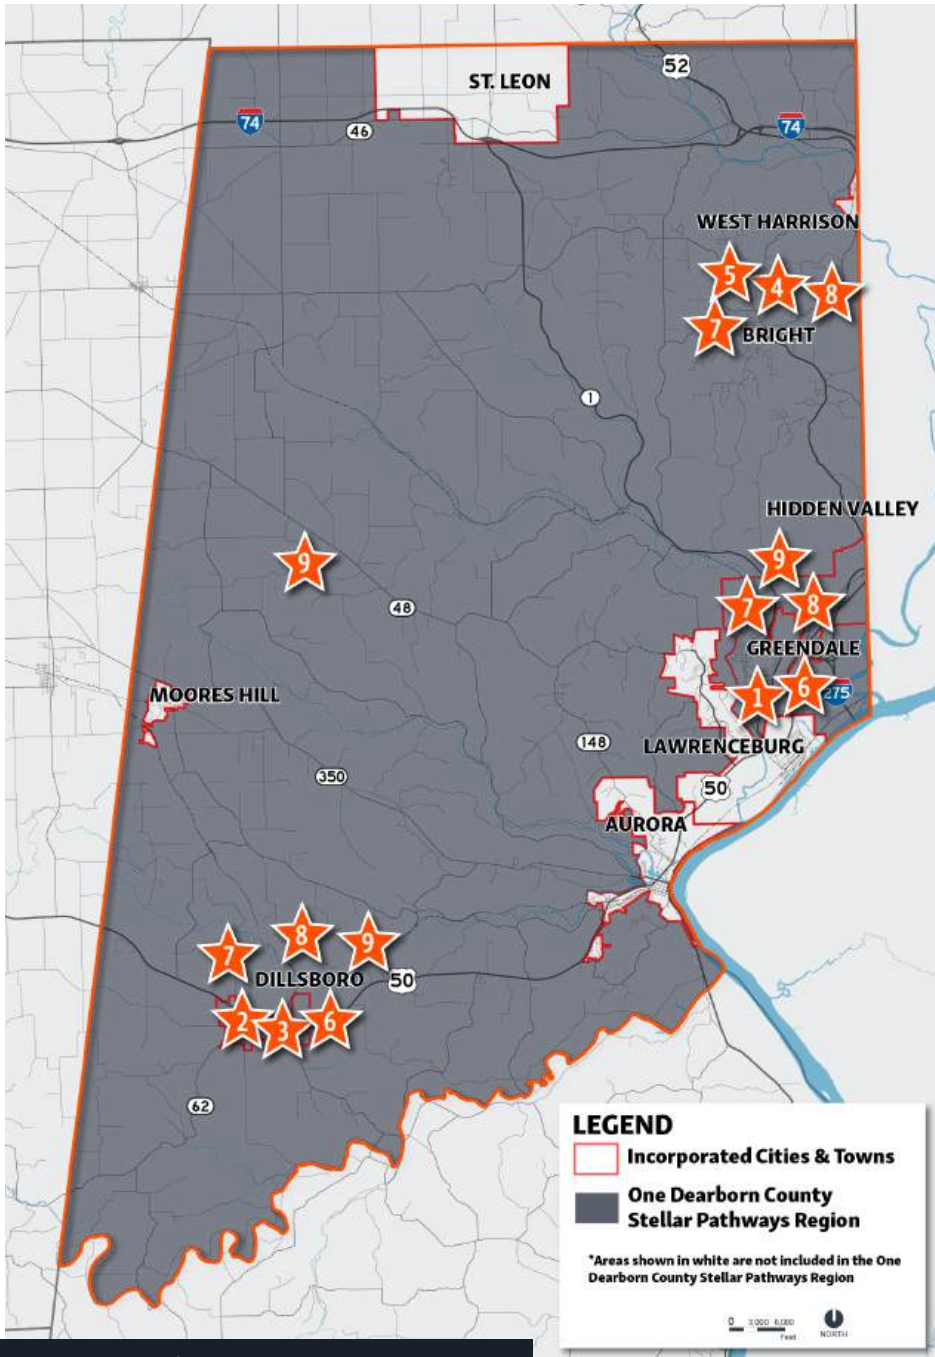 52
ST. LEON
74
46
74
WEST HARRISON
5
4
8
7
BRIGHT
1
HIDDEN VALLEY
9
9
7
8
48
GREENDALE
MOORES HILL
1
6
275
148
LAWRENCEBURG
350
50
AURORA
7
8
9
DILLSBORO
50
2
3
6
62
LEGEND
Incorporated Cities & Towns
One Dearborn County
Stellar Pathways Region
*Areas shown in white are not included in the One
Dearborn County Stellar Pathways Region
0 3,000 6,000
Feet
NORTH